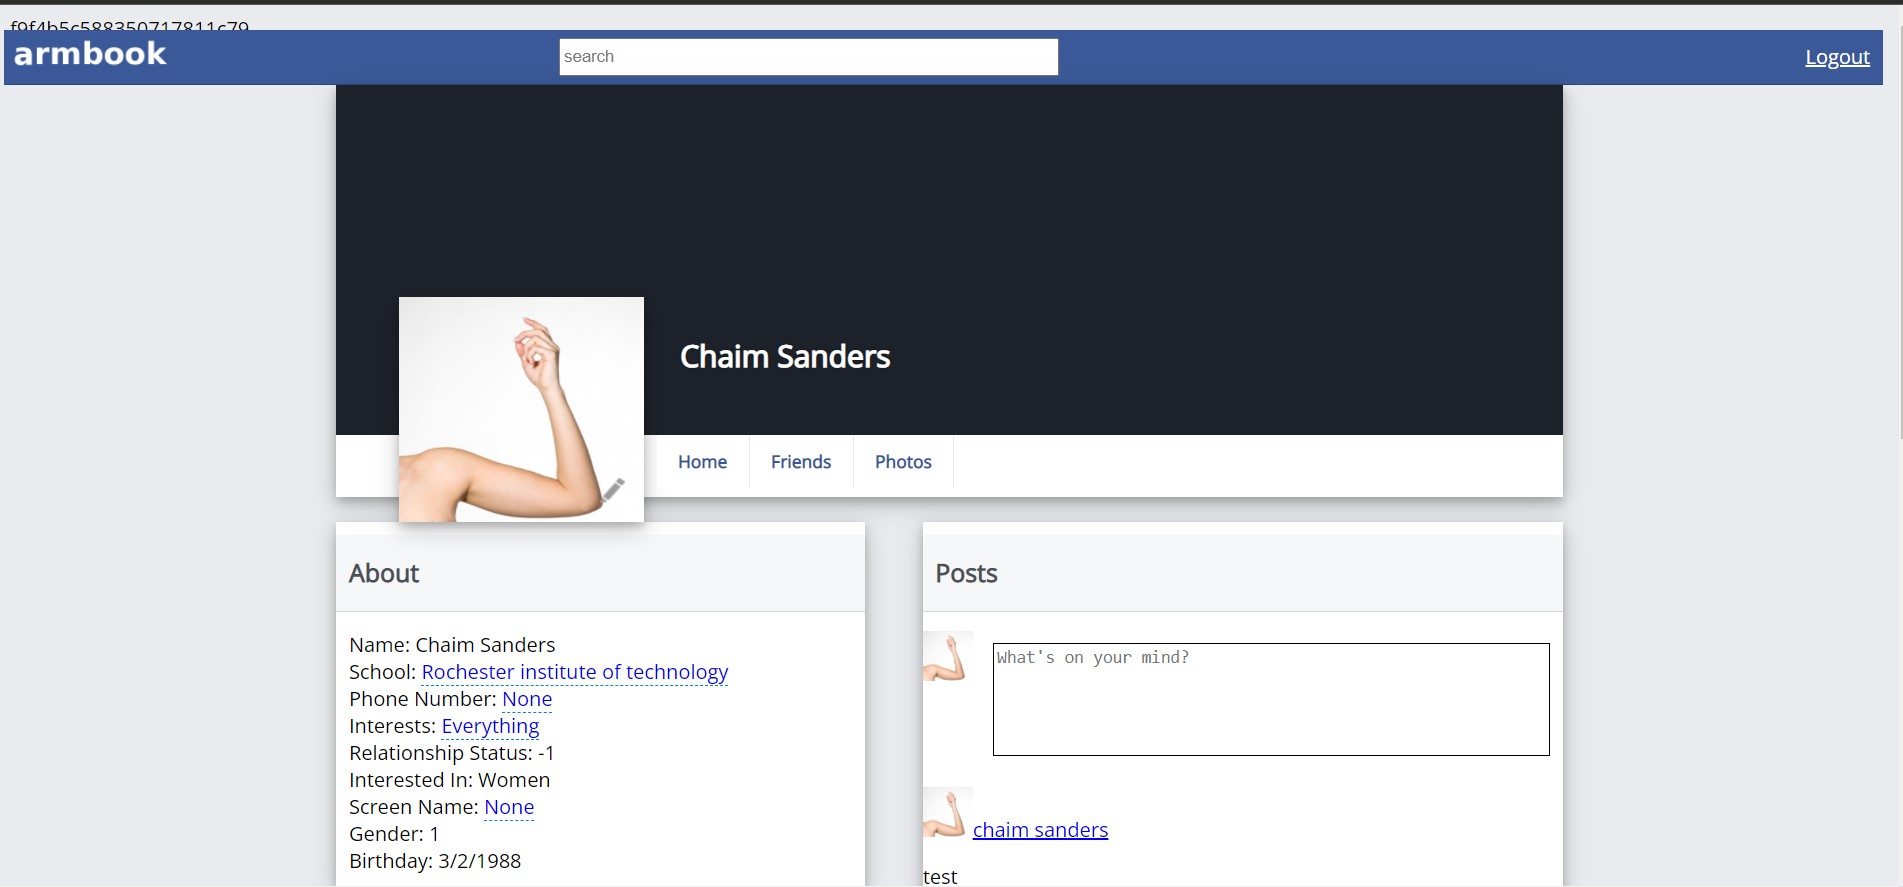 f9f4b5c588350717811c79
armbook
search
Logout
Chaim Sanders
Home
Friends
Photos
About
Name: Chaim Sanders
School: Rochester institute of technology
Phone Number: None
Interests: Everything
Relationship Status: -1
Interested In: Women
Screen Name: None
Gender: 1
Birthday: 3/2/1988
Posts
What's on your mind?
chaim sanders
test